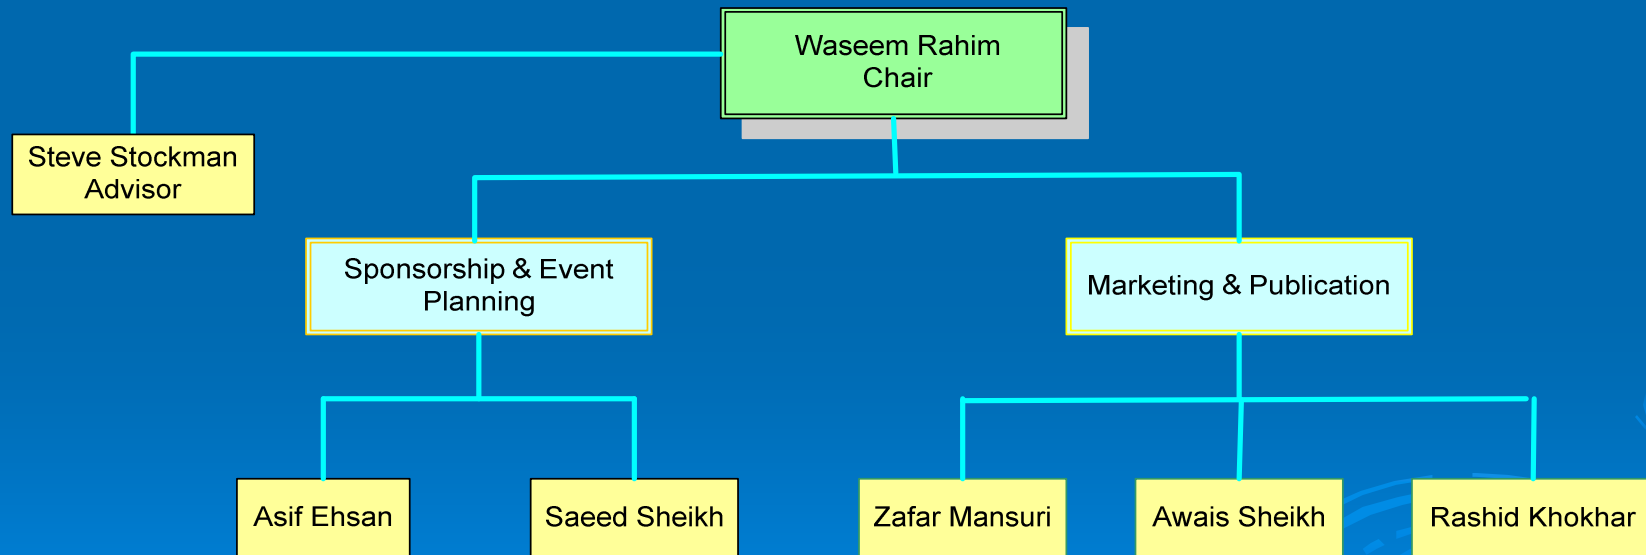 Waseem Rahim
Chair
Steve Stockman
Advisor
Sponsorship & Event
Planning
Marketing & Publication
Asif Ehsan
Saeed Sheikh
Zafar Mansuri
Awais Sheikh
Rashid Khokhar